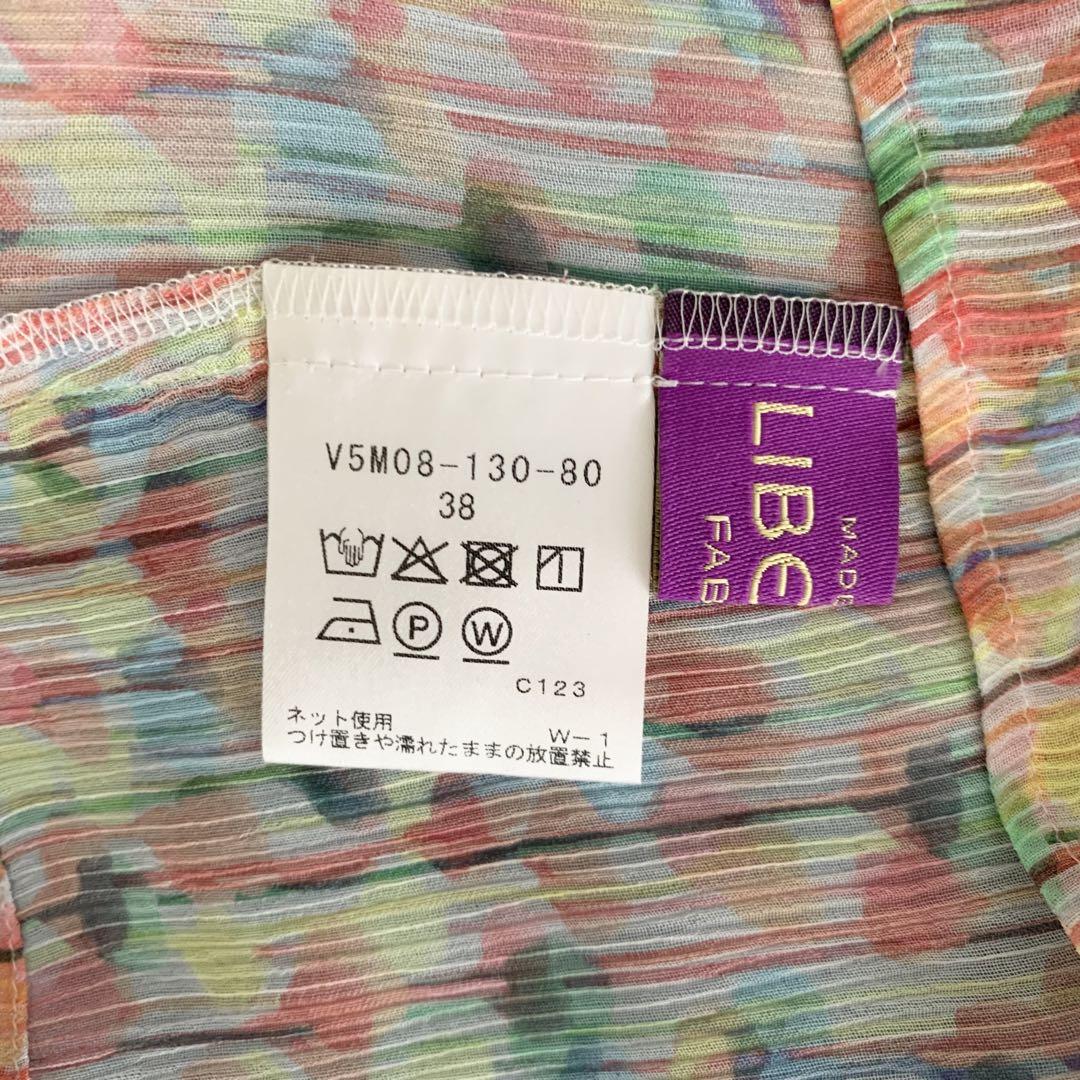 V5M08-130-80
38
P W
C123
ネット使用 W-1
つけ置きや濡れたままの放置禁止
MADE
LIBE
FAB